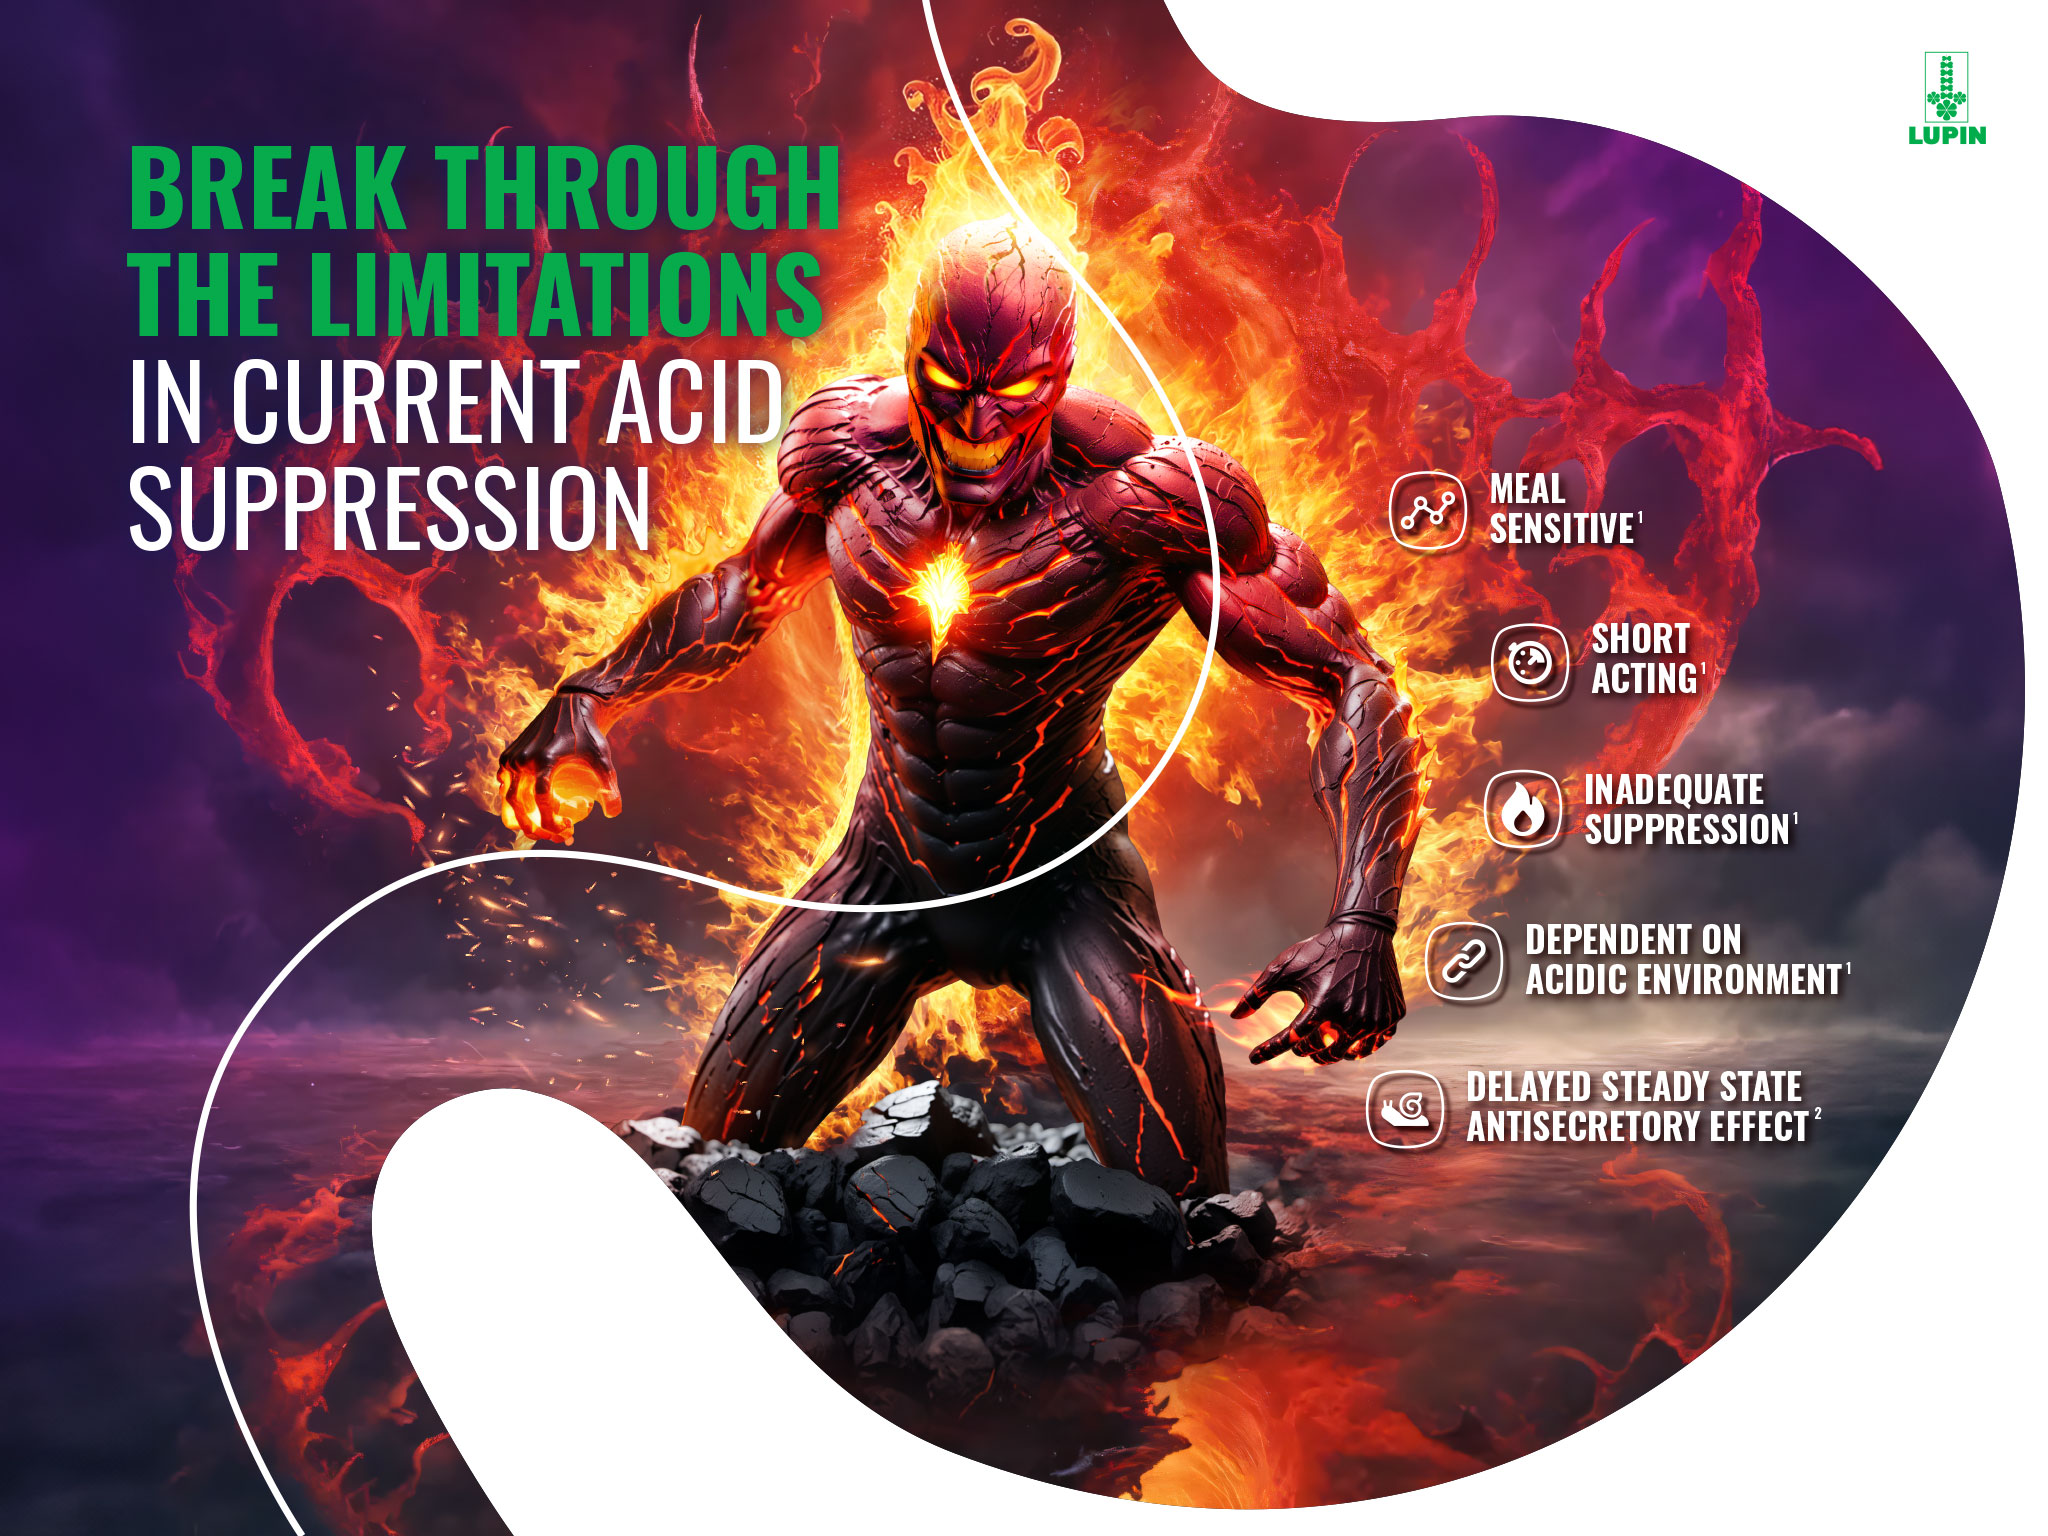 BREAK THROUGH
THE LIMITATIONS
IN CURRENT ACID
SUPPRESSION
LUPIN
MEAL
SENSITIVE¹
SHORT
ACTING¹
INADEQUATE
SUPPRESSION¹
DEPENDENT ON
ACIDIC ENVIRONMENT¹
DELAYED STEADY STATE
ANTISECRETORY EFFECT²